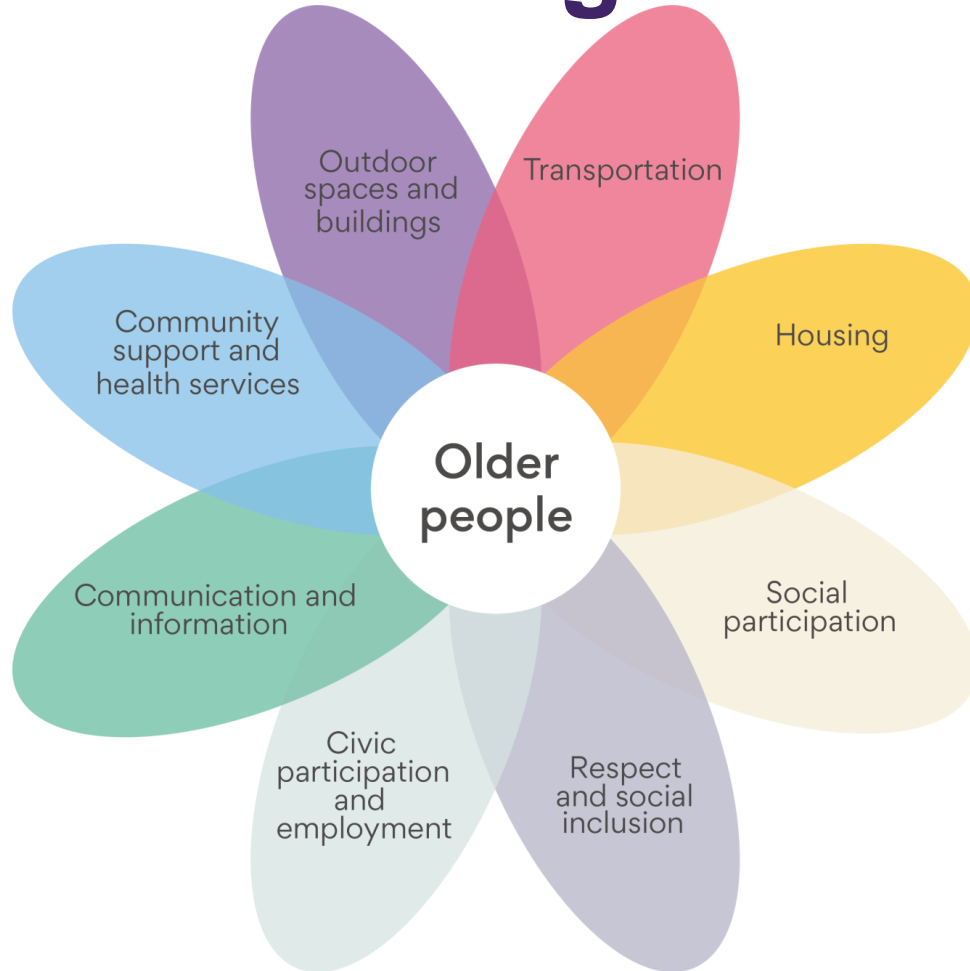 Outdoor
spaces and
buildings
Transportation
Community
support and
health services
Housing
Older
people
Communication and
information
Social
participation
Civic
participation
and
employment
Respect
and social
inclusion